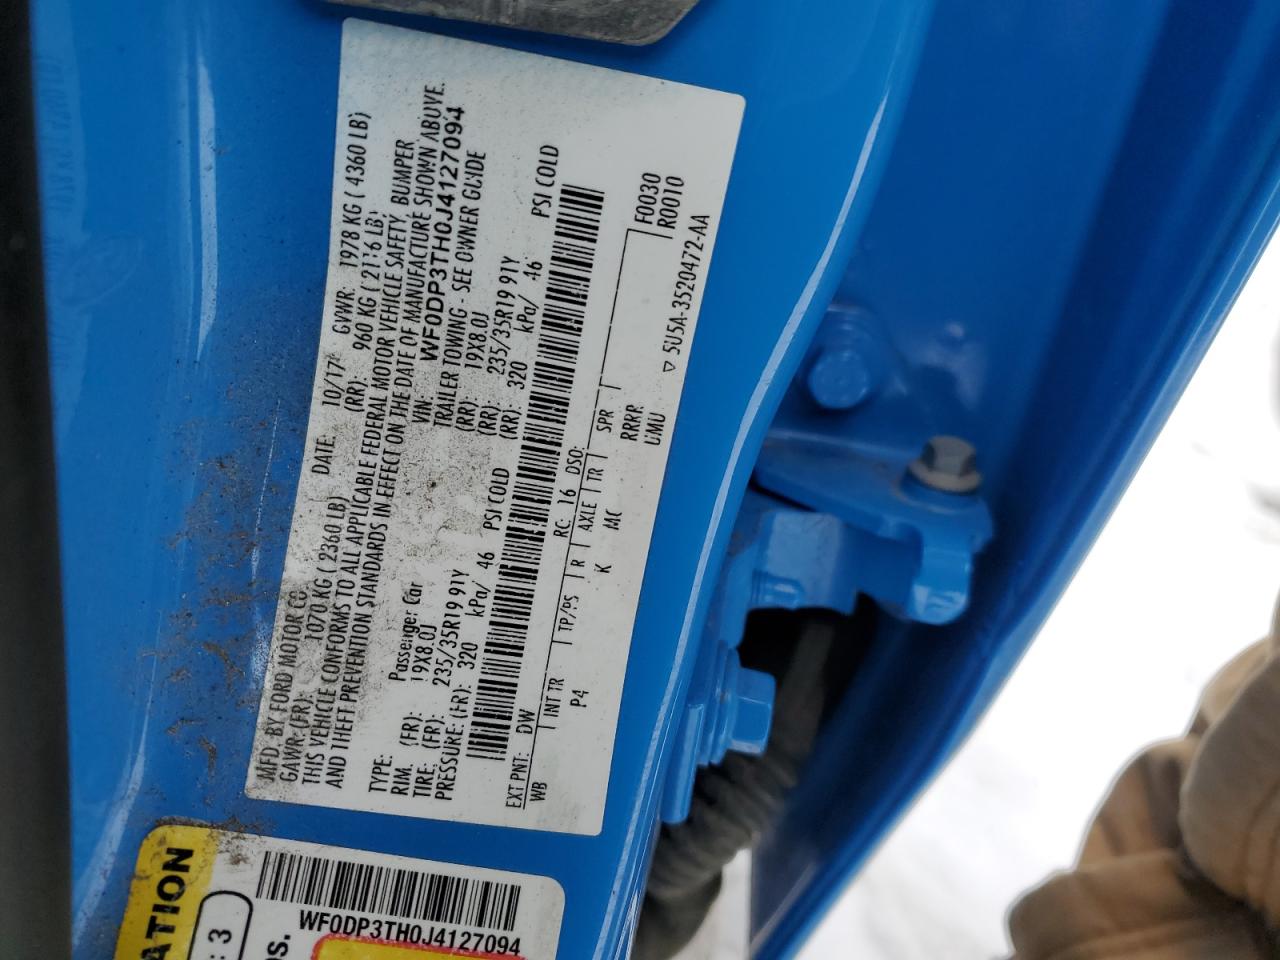 MFD. BY FORD MOTOR CO. DATE: 10/17 GVWR: 1978 KG ( 4360 LB)
GAWR:(FR): 1070 KG ( 2360 LB) (RR): 960 KG ( 2116 LB)
THIS VEHICLE CONFORMS TO ALL APPLICABLE FEDERAL MOTOR VEHICLE SAFETY, BUMPER
AND THEFT PREVENTION STANDARDS IN EFFECT ON THE DATE OF MANUFACTURE SHOWN ABOVE.
VIN: WF0DP3TH0J4127094
TYPE: Passenger Car TRAILER TOWING - SEE OWNER GUIDE
RIM. (FR): 19X8.0J (RR): 19X8.0J
TIRE: (FR): 235/35R19 91Y (RR): 235/35R19 91Y
PRESSURE: (FR): 320 kPa/ 46 PSI COLD (RR): 320 kPa/ 46 PSI COLD
EXT PNT: DW RC: 16 DSO: F0030
WB INT TR TP/PS R AXLE TR SPR R0010
P4 K MC RRRR
UMU
▽ 5U5A-3520472-AA
WF0DP3TH0J4127094
ATION
: 3
os.